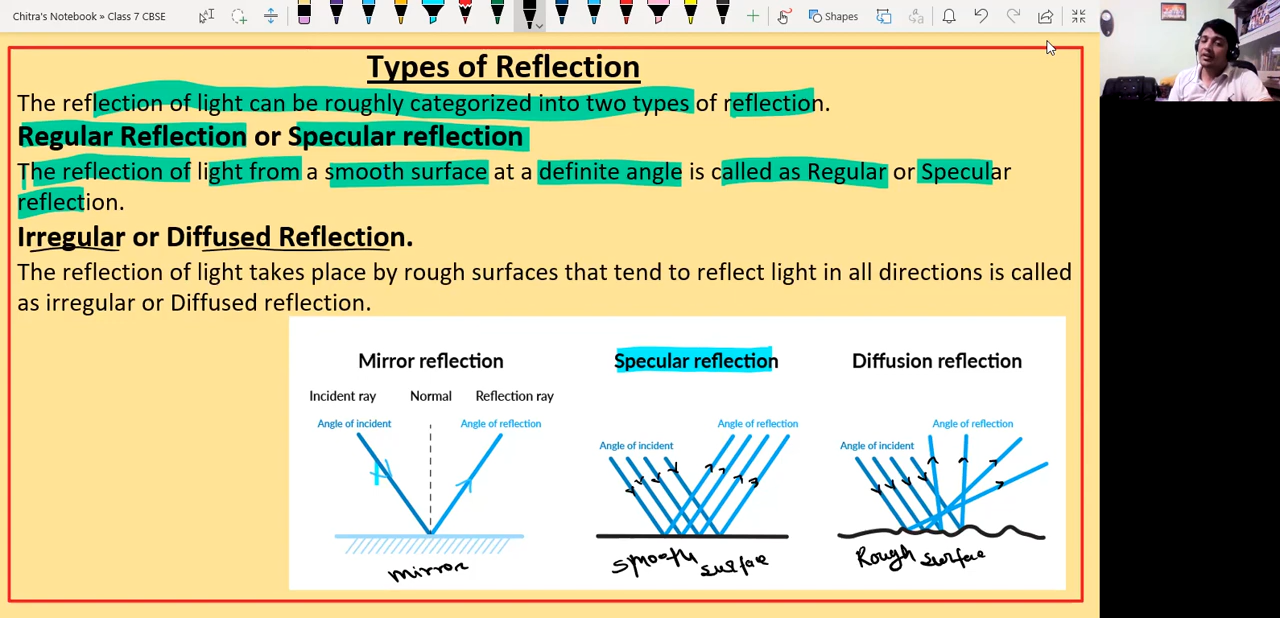 Chitra's Notebook » Class 7 CBSE
Shapes
Types of Reflection
The reflection of light can be roughly categorized into two types of reflection.
Regular Reflection or Specular reflection
The reflection of light from a smooth surface at a definite angle is called as Regular or Specular
reflection.
Irregular or Diffused Reflection.
The reflection of light takes place by rough surfaces that tend to reflect light in all directions is called
as irregular or Diffused reflection.
Mirror reflection
Incident ray Normal Reflection ray
Angle of incident Angle of reflection
mirror
Specular reflection
Angle of reflection
Angle of incident
smooth surface
Diffusion reflection
Angle of reflection
Angle of incident
Rough surface